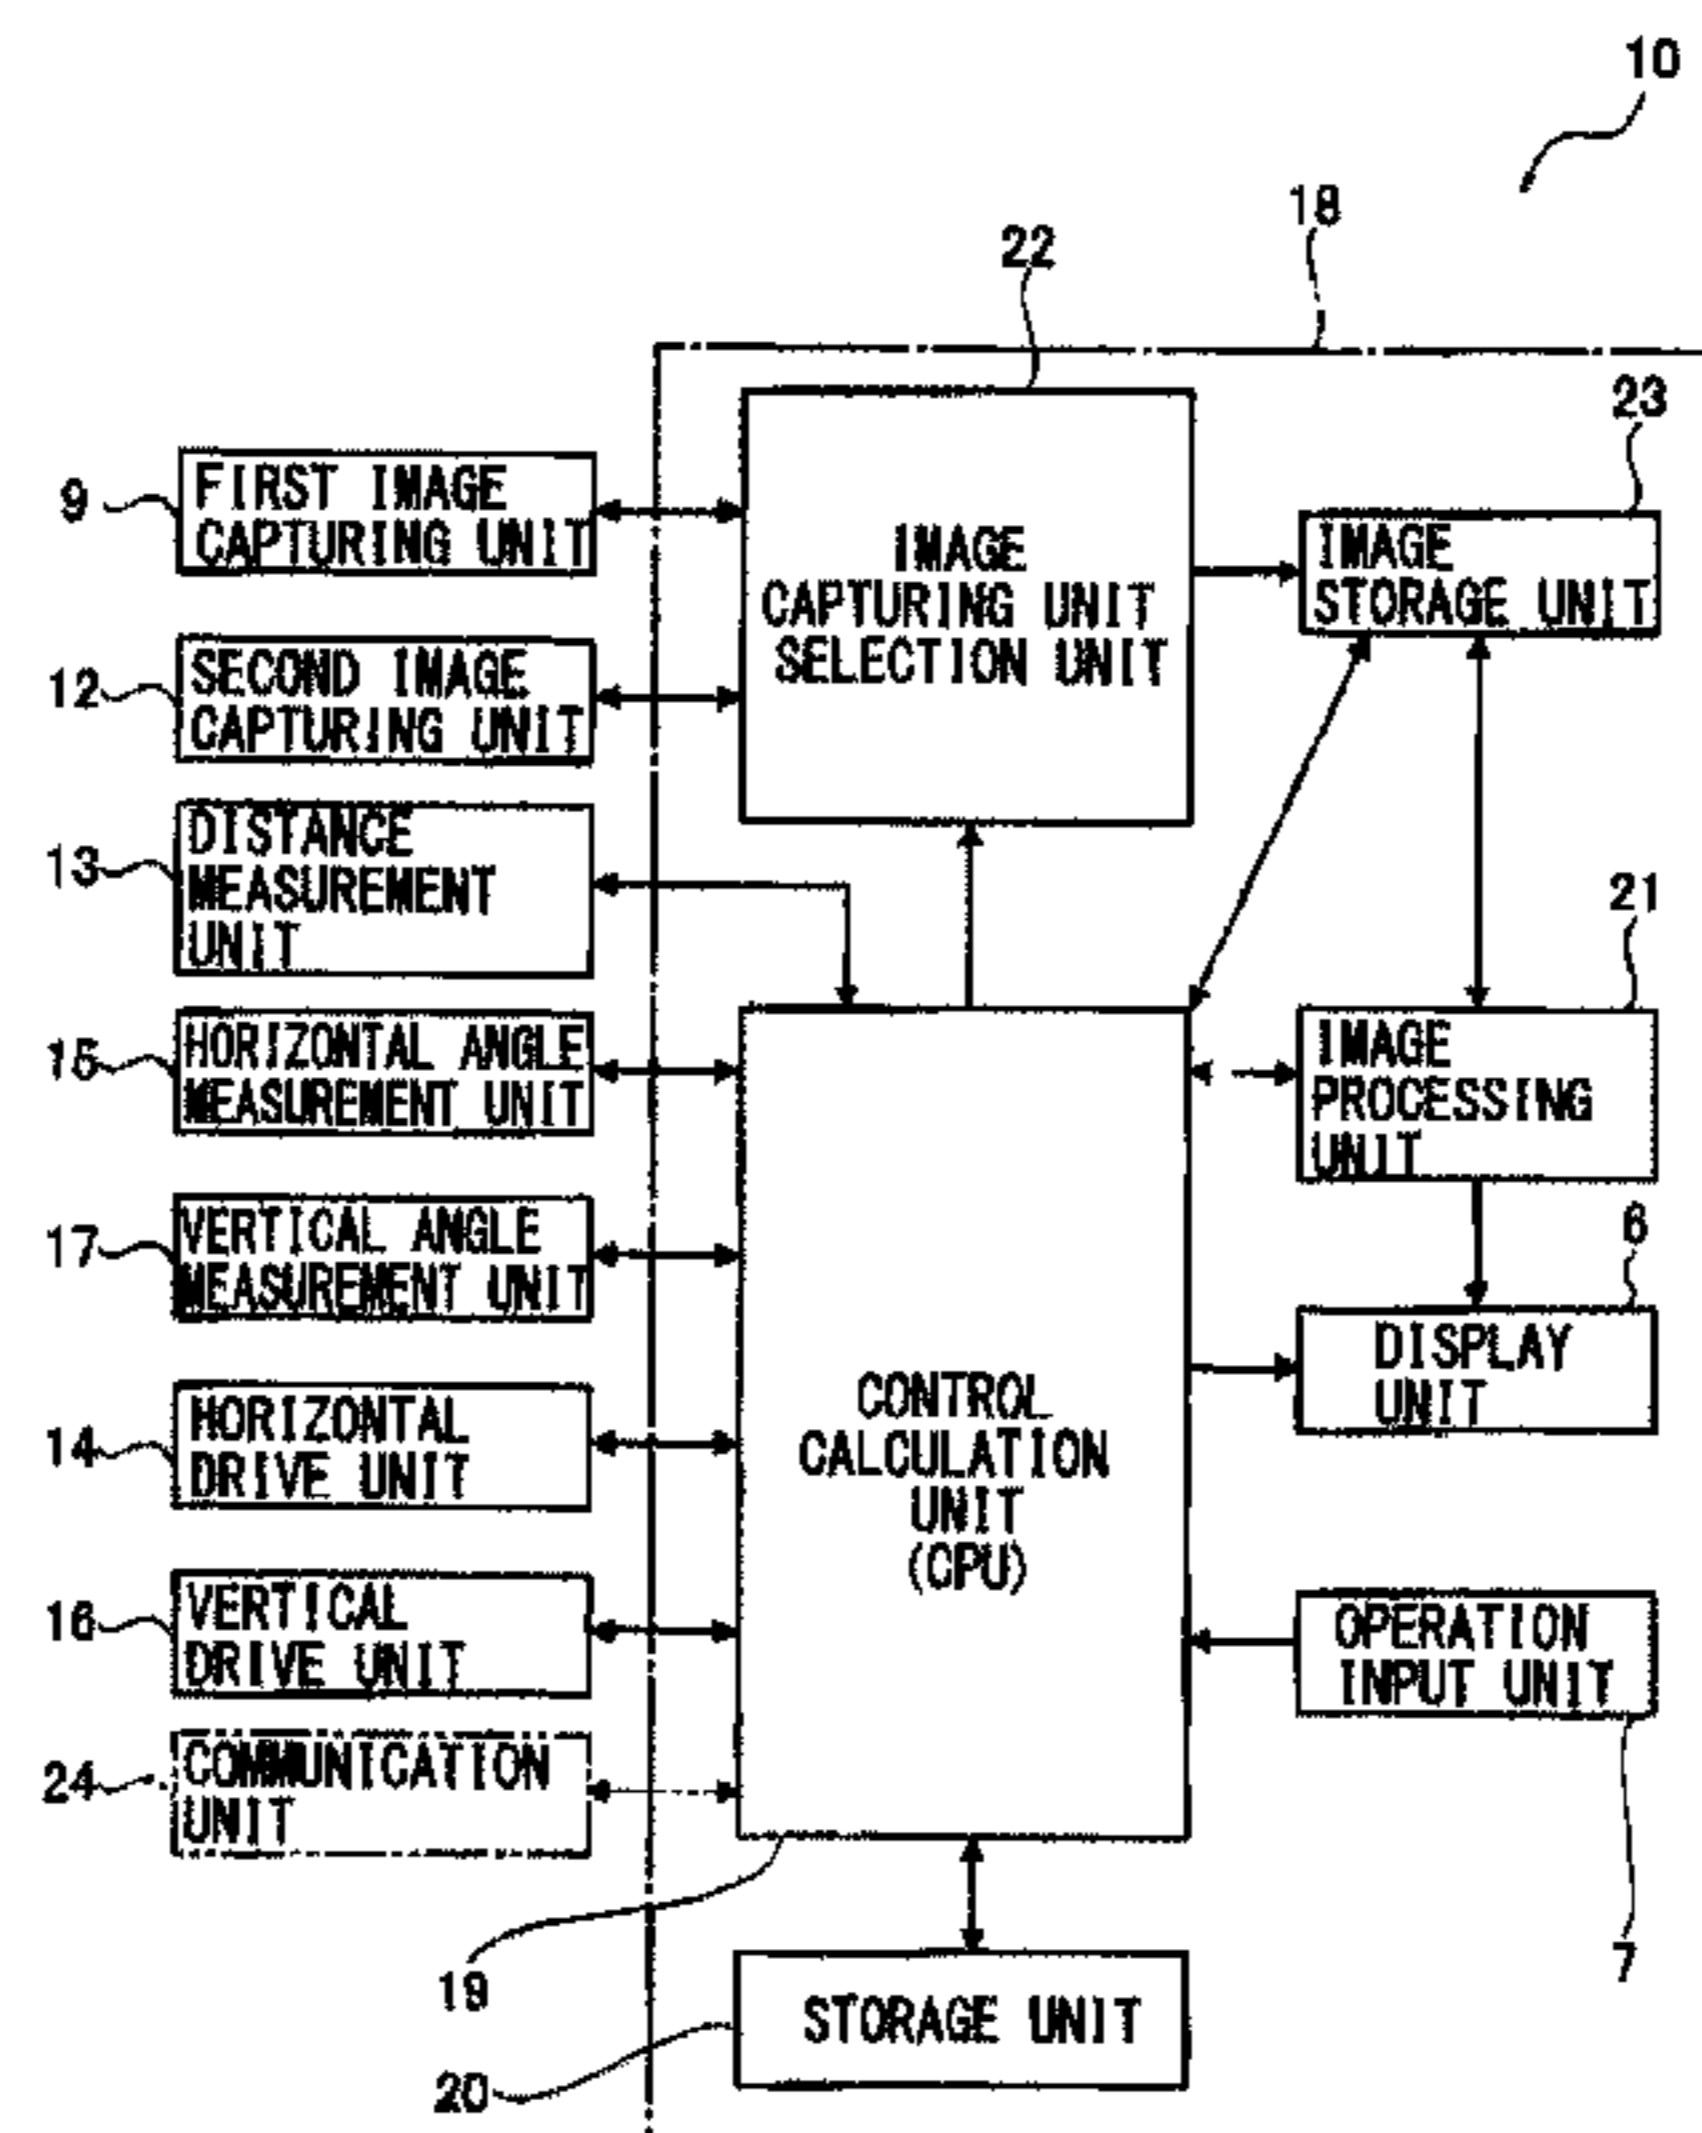 10
18
22
23
9
FIRST IMAGE
CAPTURING UNIT
IMAGE
CAPTURING UNIT
SELECTION UNIT
IMAGE
STORAGE UNIT
12
SECOND IMAGE
CAPTURING UNIT
13
DISTANCE
MEASUREMENT
UNIT
21
15
HORIZONTAL ANGLE
MEASUREMENT UNIT
IMAGE
PROCESSING
UNIT
17
VERTICAL ANGLE
MEASUREMENT UNIT
6
DISPLAY
UNIT
14
HORIZONTAL
DRIVE UNIT
CONTROL
CALCULATION
UNIT
(CPU)
16
VERTICAL
DRIVE UNIT
OPERATION
INPUT UNIT
24
COMMUNICATION
UNIT
7
19
STORAGE UNIT
20